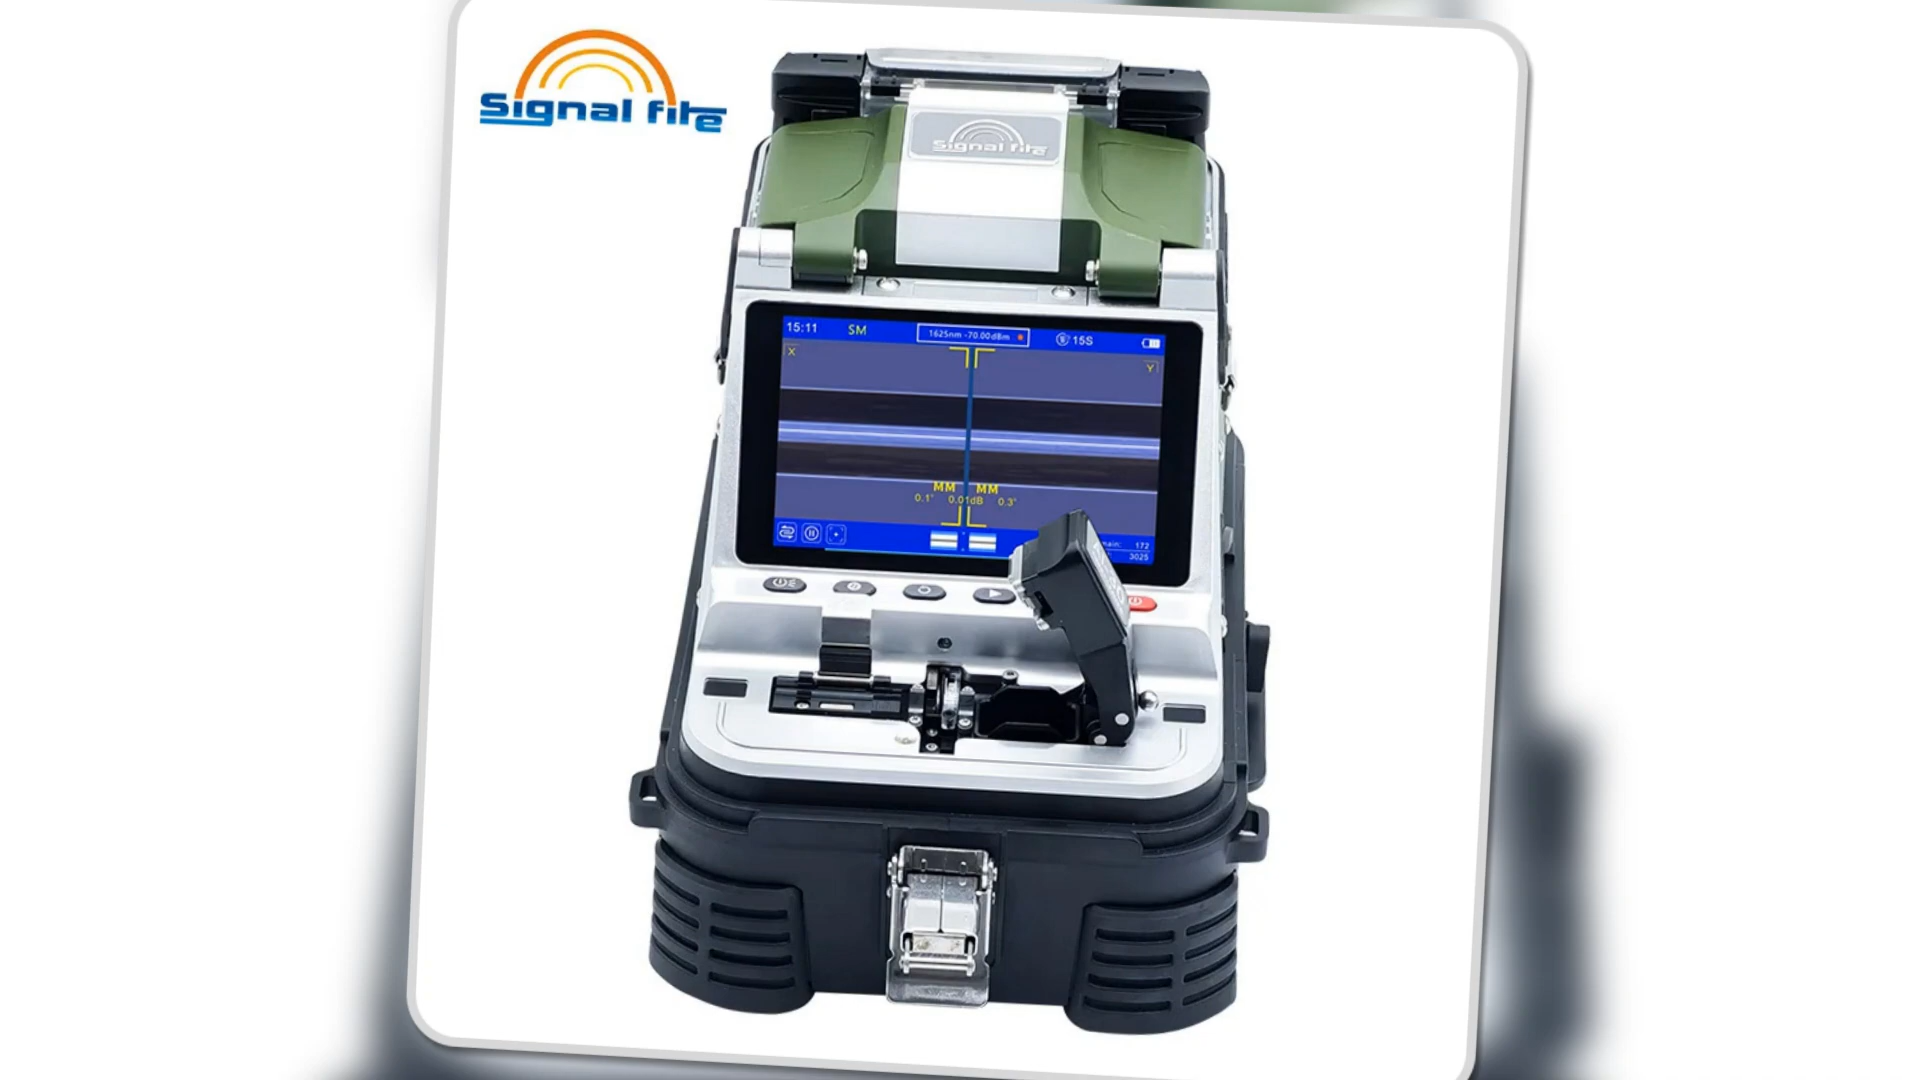 Signal fire
Signal fire
15:11 SM 1625nm -70.00dBm 15S
X Y
MM MM
0.1° 0.01dB 0.3°
172
3025